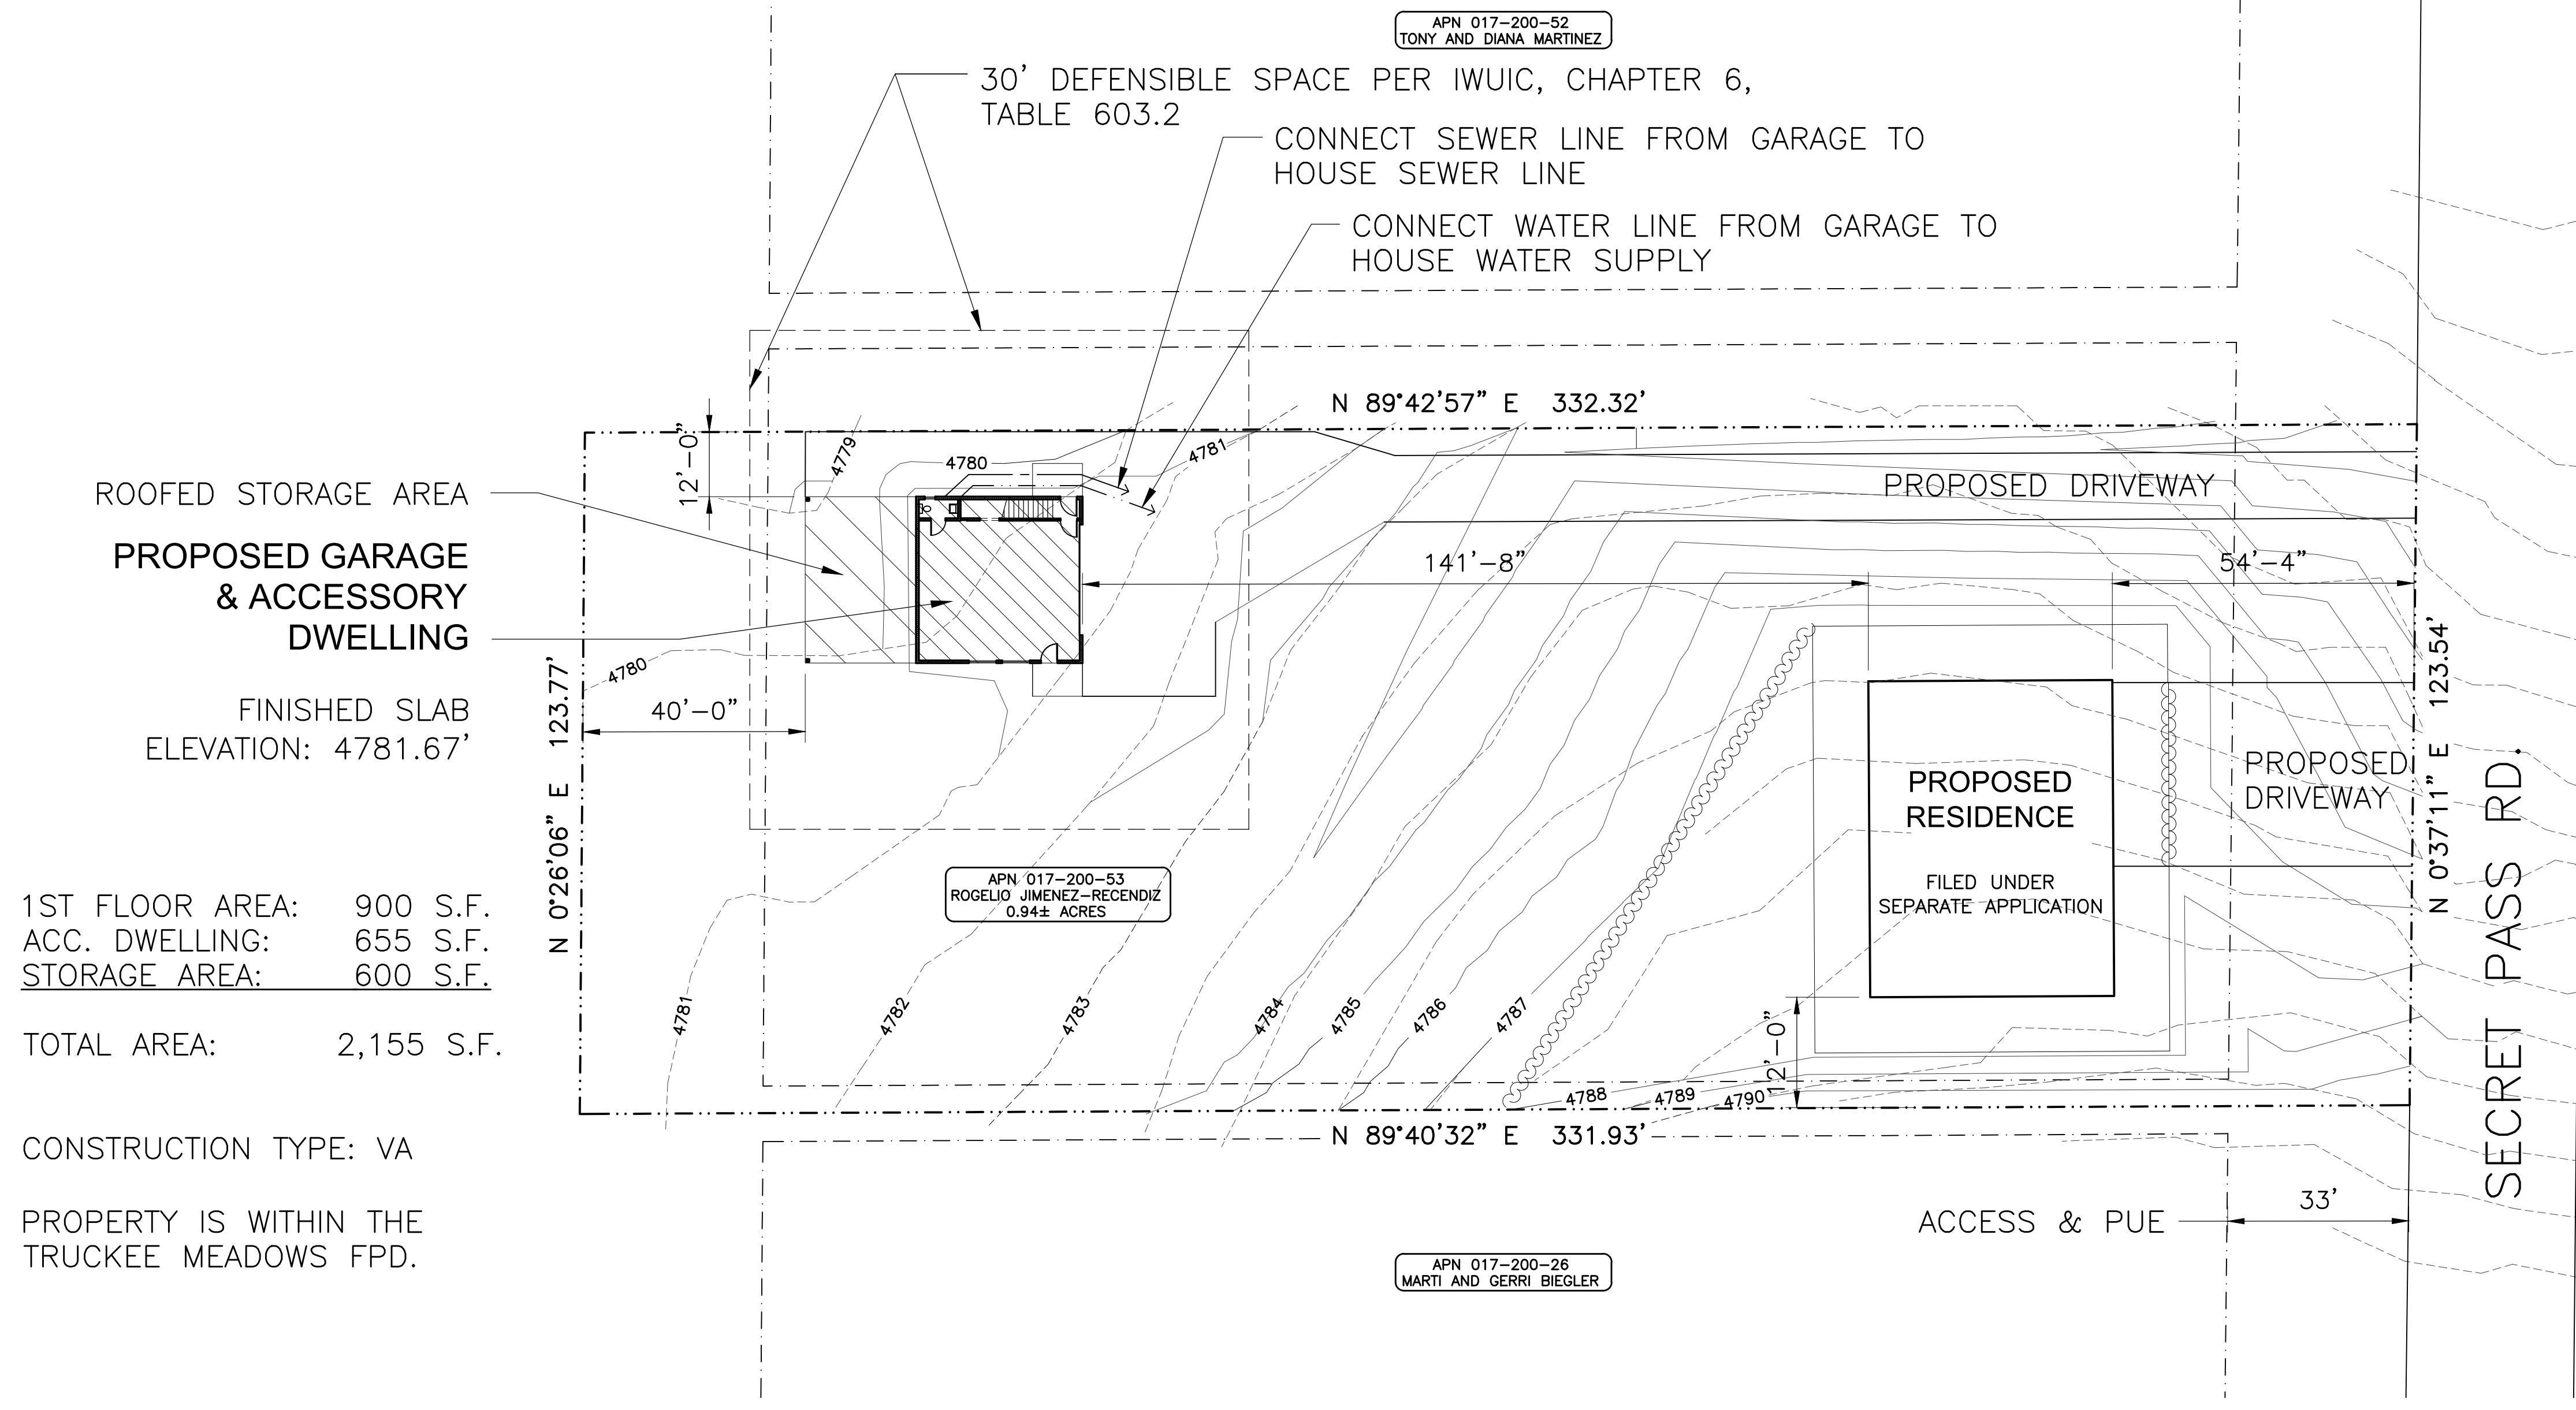 APN 017-200-52
TONY AND DIANA MARTINEZ
30' DEFENSIBLE SPACE PER IWUIC, CHAPTER 6,
TABLE 603.2
CONNECT SEWER LINE FROM GARAGE TO
HOUSE SEWER LINE
CONNECT WATER LINE FROM GARAGE TO
HOUSE WATER SUPPLY
N 89°42'57" E 332.32'
12'-0"
4779
4780
4781
ROOFED STORAGE AREA
PROPOSED DRIVEWAY
PROPOSED GARAGE
& ACCESSORY
DWELLING
141'-8"
54'-4"
4780
FINISHED SLAB
ELEVATION: 4781.67'
40'-0"
N 0°26'06" E 123.77'
N 0°37'11" E 123.54'
PROPOSED
RESIDENCE
FILED UNDER
SEPARATE APPLICATION
PROPOSED
DRIVEWAY
SECRET PASS RD.
APN 017-200-53
ROGELIO JIMENEZ-RECENDIZ
0.94± ACRES
1ST FLOOR AREA: 900 S.F.
ACC. DWELLING: 655 S.F.
STORAGE AREA: 600 S.F.
TOTAL AREA: 2,155 S.F.
4781
4782
4783
4784
4785
4786
4787
12'-0"
4788
4789
4790
N 89°40'32" E 331.93'
CONSTRUCTION TYPE: VA
PROPERTY IS WITHIN THE
TRUCKEE MEADOWS FPD.
ACCESS & PUE
33'
APN 017-200-26
MARTI AND GERRI BIEGLER